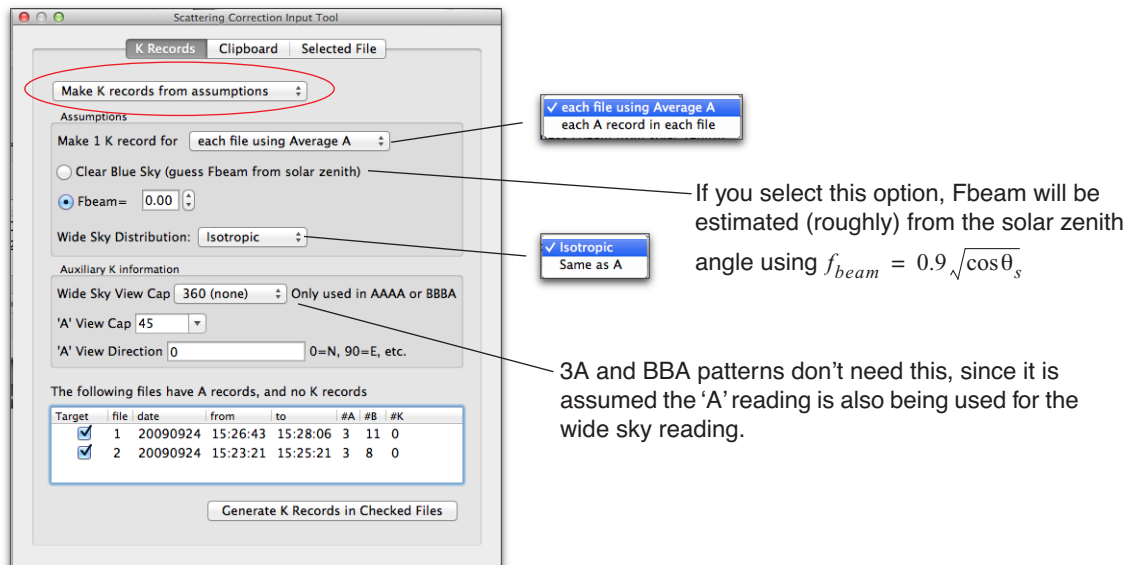 Scattering Correction Input Tool
K Records Clipboard Selected File
Make K records from assumptions
Assumptions
Make 1 K record for each file using Average A
Clear Blue Sky (guess Fbeam from solar zenith)
Fbeam= 0.00
Wide Sky Distribution: Isotropic
Auxiliary K information
Wide Sky View Cap 360 (none) Only used in AAAA or BBBA
'A' View Cap 45
'A' View Direction 0 0=N, 90=E, etc.
The following files have A records, and no K records
Target file date from to #A #B #K
1 20090924 15:26:43 15:28:06 3 11 0
2 20090924 15:23:21 15:25:21 3 8 0
Generate K Records in Checked Files
✓ each file using Average A
each A record in each file
If you select this option, Fbeam will be
estimated (roughly) from the solar zenith
angle using f_beam = 0.9√cosθ_s
✓ Isotropic
Same as A
3A and BBA patterns don’t need this, since it is
assumed the ‘A’ reading is also being used for the
wide sky reading.